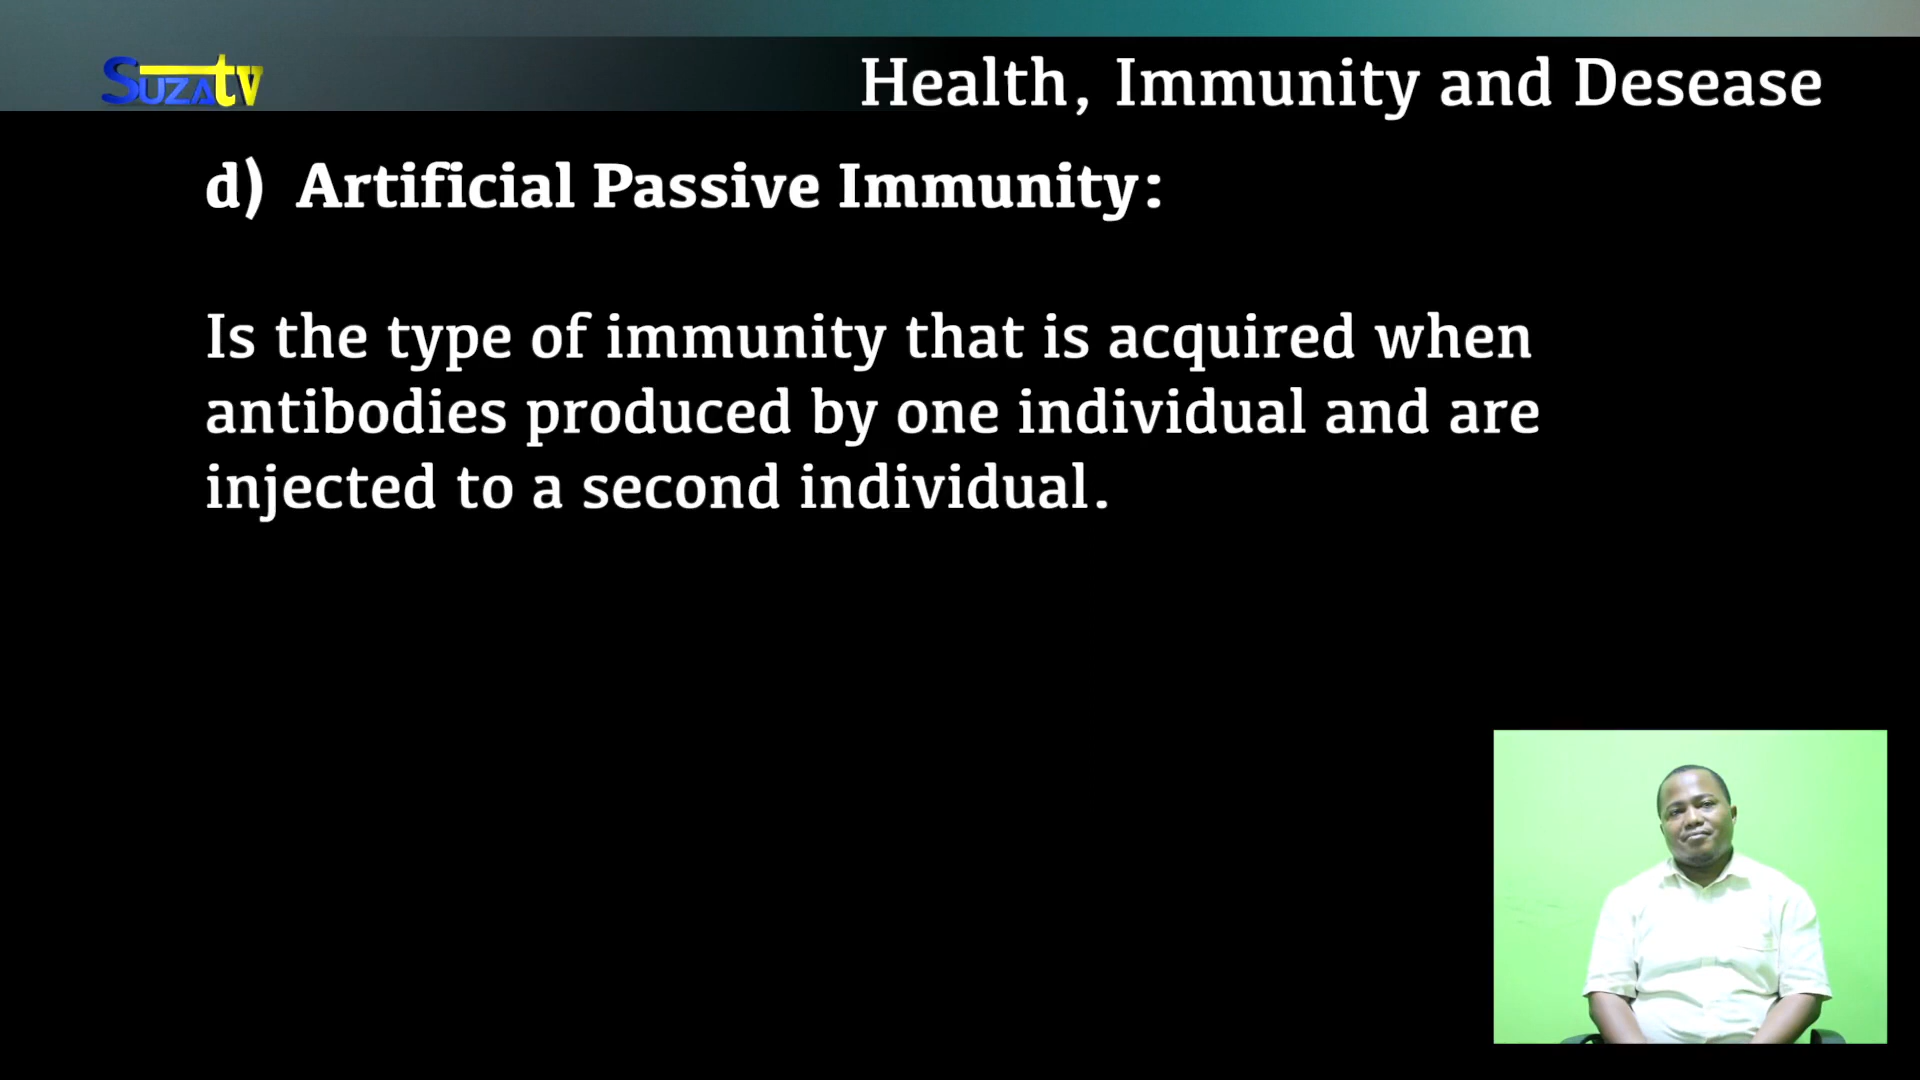 SUZAtv
Health, Immunity and Desease
d) Artificial Passive Immunity:
Is the type of immunity that is acquired when
antibodies produced by one individual and are
injected to a second individual.